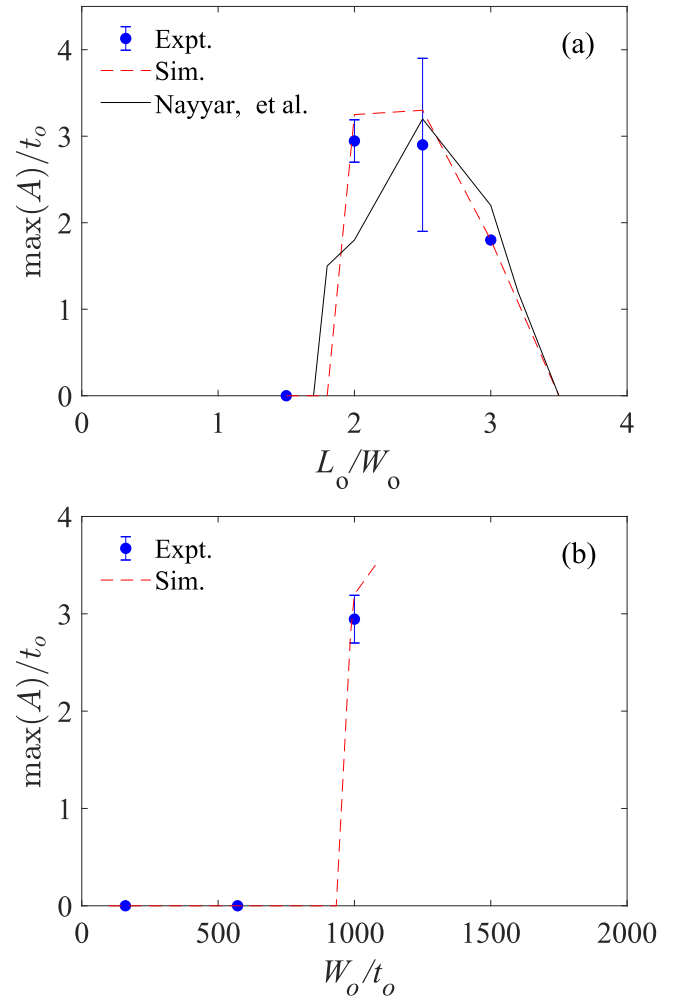 (a)
Expt.
Sim.
Nayyar, et al.
max(A)/t_o
4
3
2
1
0
0 1 2 3 4
L_o/W_o
(b)
Expt.
Sim.
max(A)/t_o
4
3
2
1
0
0 500 1000 1500 2000
W_o/t_o